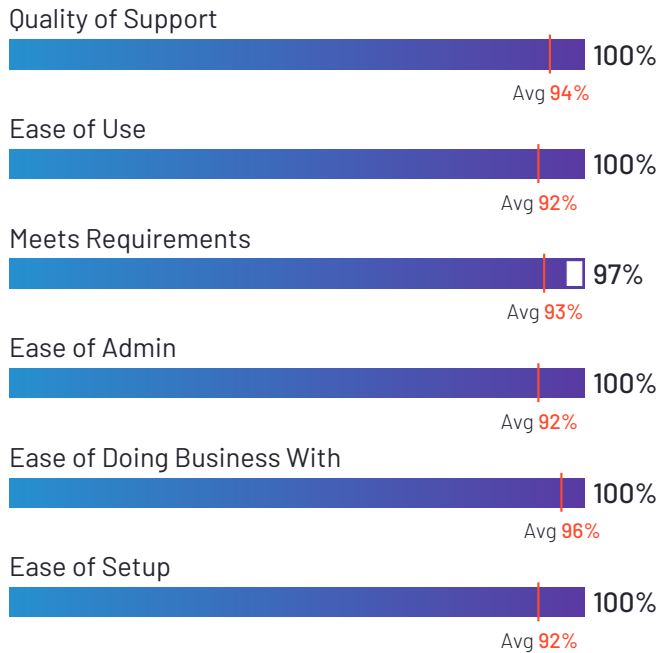 Quality of Support
100%
Avg 94%
Ease of Use
100%
Avg 92%
Meets Requirements
97%
Avg 93%
Ease of Admin
100%
Avg 92%
Ease of Doing Business With
100%
Avg 96%
Ease of Setup
100%
Avg 92%